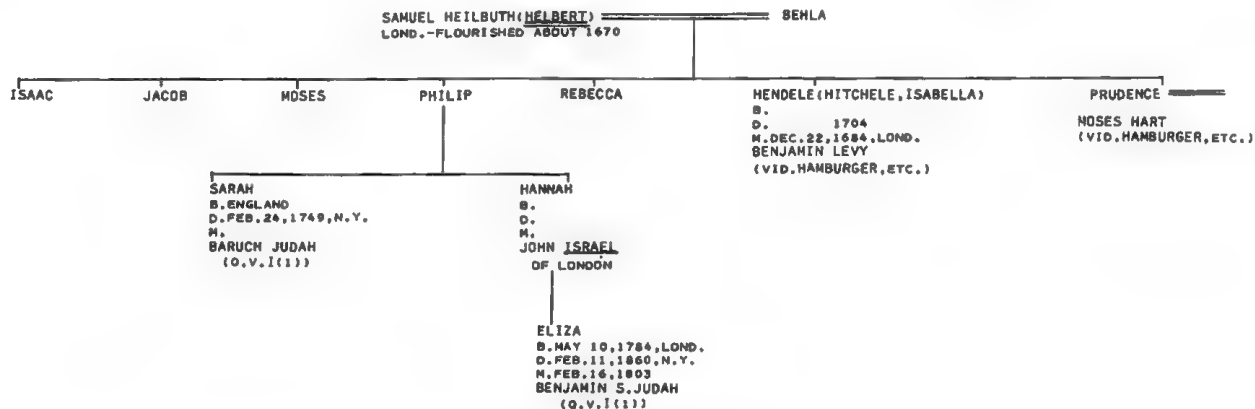 SAMUEL HEILBUTH(HELBERT)
LOND.-FLOURISHED ABOUT 1670
BEHLA
ISAAC
JACOB
MOSES
PHILIP
REBECCA
HENDELE(HITCHELE,ISABELLA)
B.
D. 1704
M.DEC.22,1684,LOND.
BENJAMIN LEVY
(VID.HAMBURGER,ETC.)
PRUDENCE
MOSES HART
(VID.HAMBURGER,ETC.)
SARAH
B.ENGLAND
D.FEB.24,1749,N.Y.
M.
BARUCH JUDAH
(Q.V.I(1))
HANNAH
B.
D.
M.
JOHN ISRAEL
OF LONDON
ELIZA
B.MAY 10,1784,LOND.
D.FEB.11,1860,N.Y.
M.FEB.16,1803
BENJAMIN S.JUDAH
(Q.V.I(1))